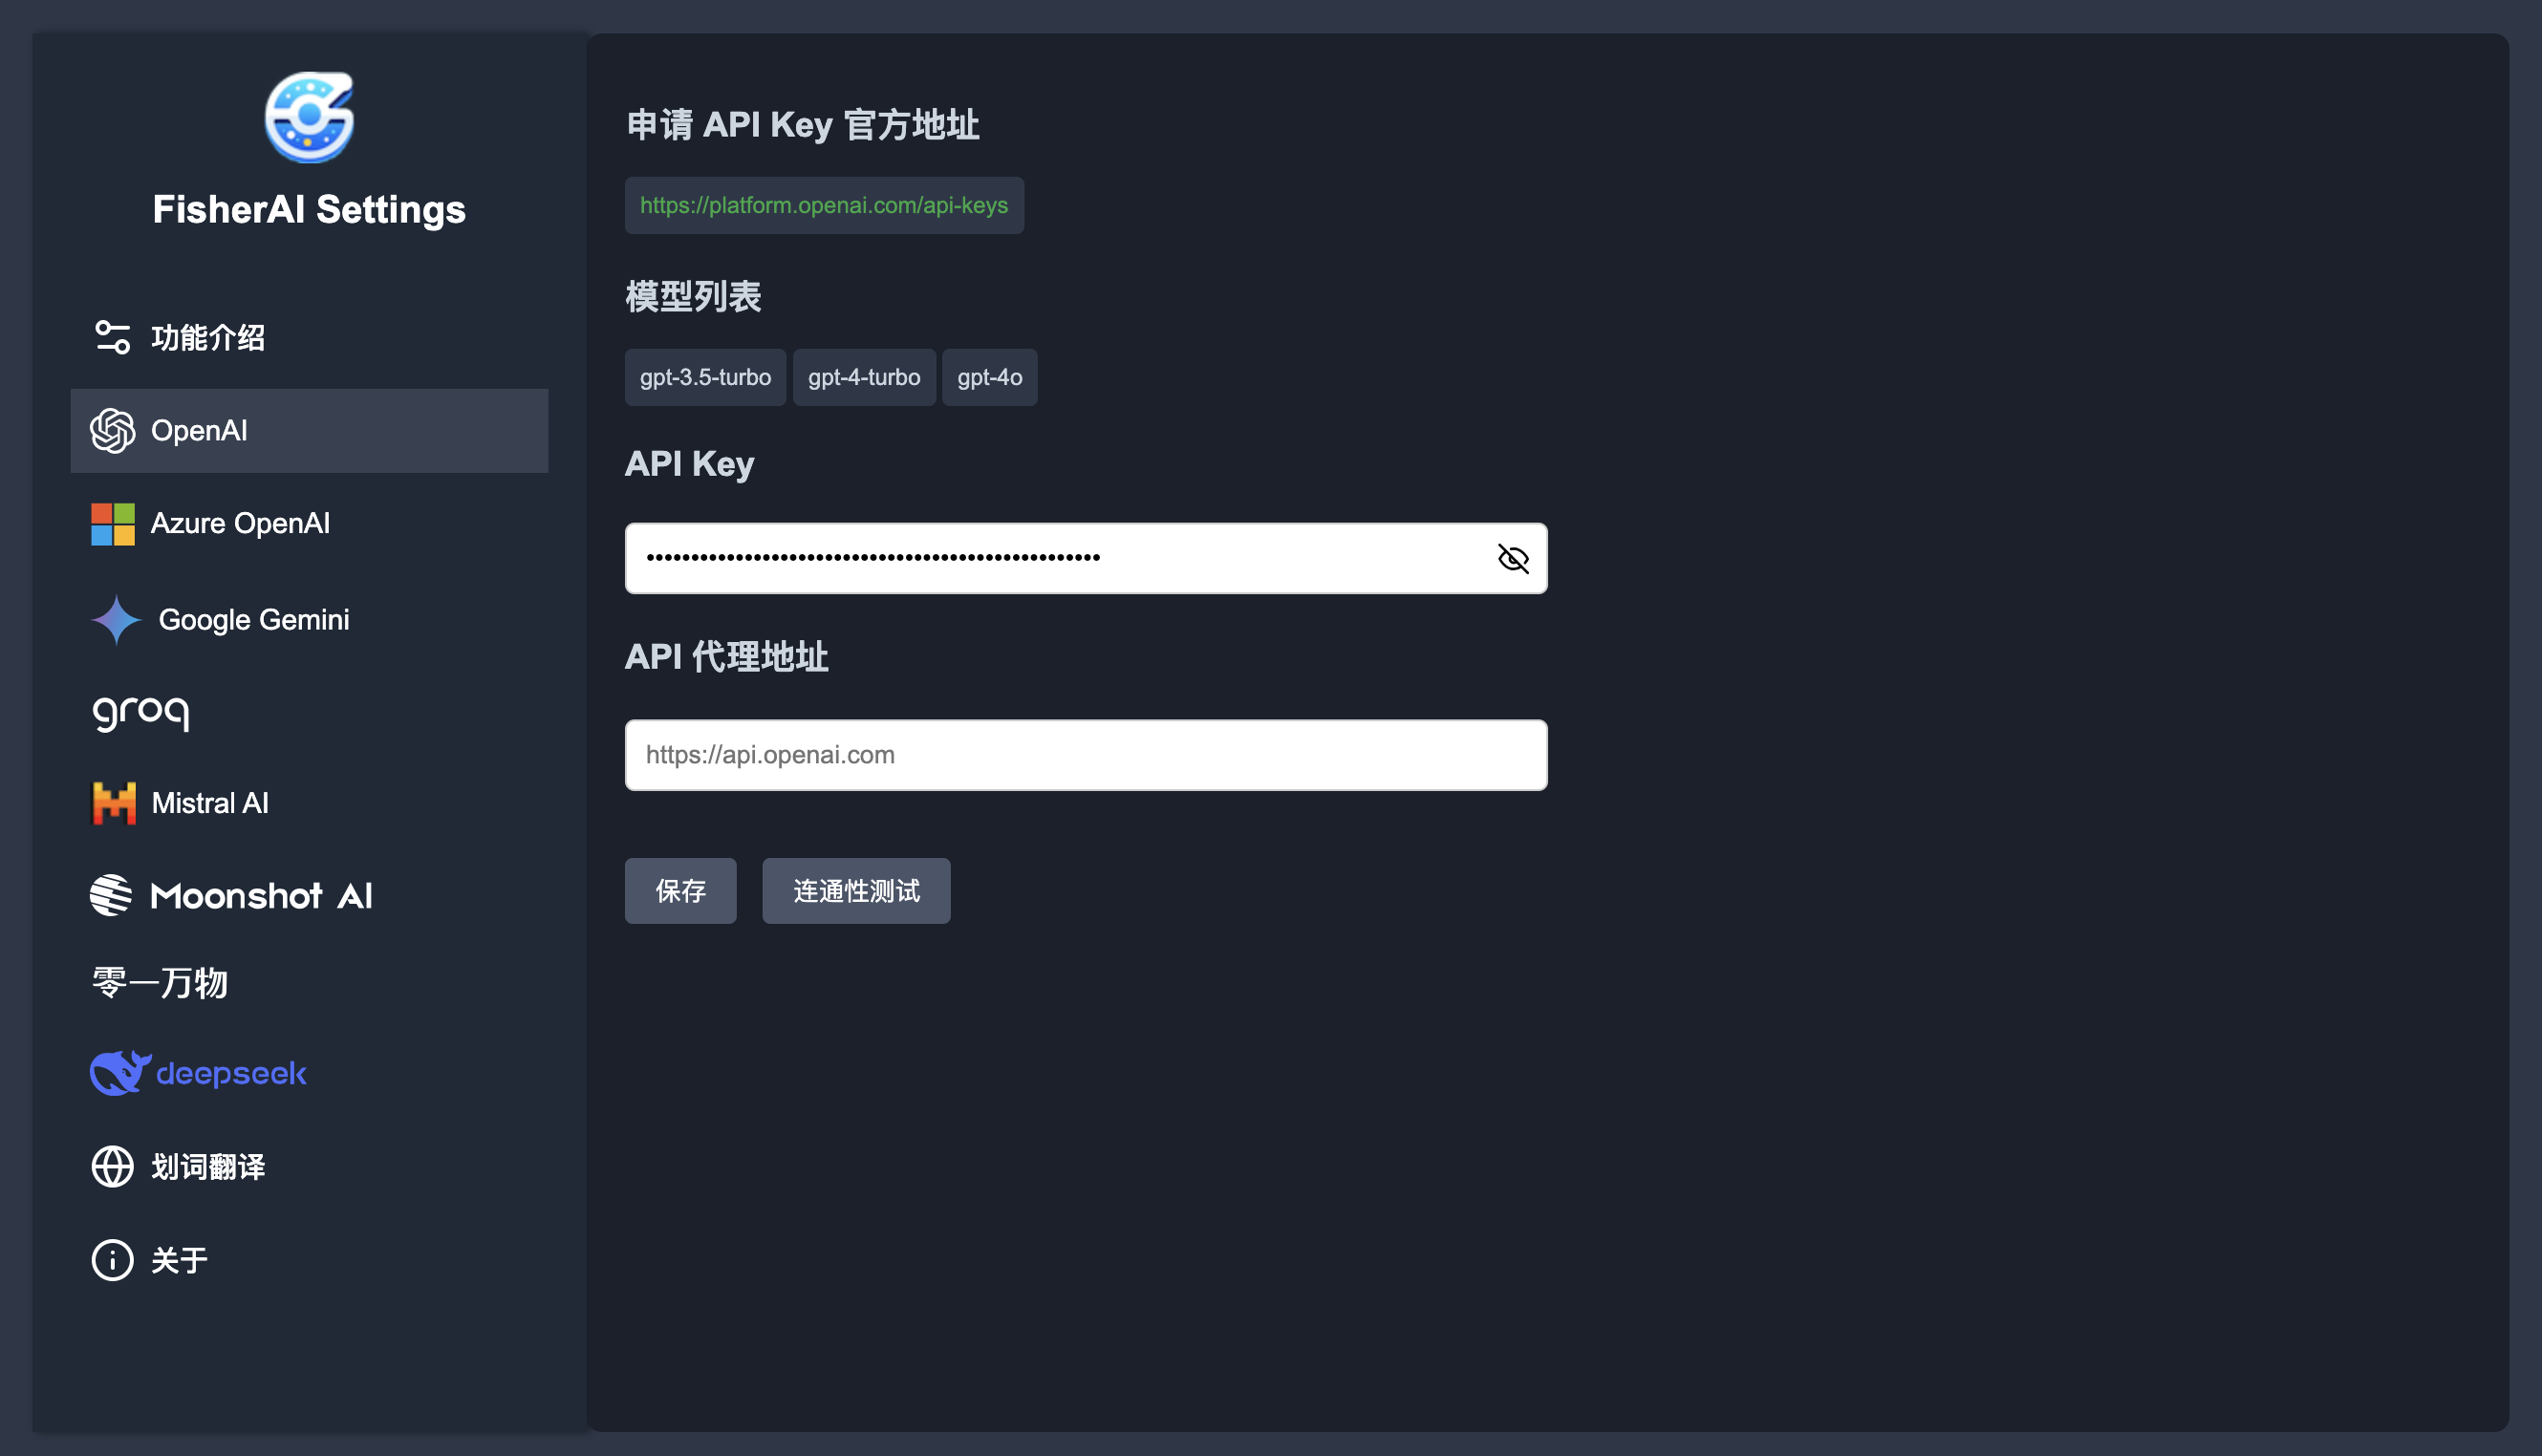 FisherAI Settings
功能介绍
OpenAI
Azure OpenAI
Google Gemini
groq
Mistral AI
Moonshot AI
零一万物
deepseek
划词翻译
关于
申请 API Key 官方地址
https://platform.openai.com/api-keys
模型列表
gpt-3.5-turbo gpt-4-turbo gpt-4o
API Key
API 代理地址
https://api.openai.com
保存 连通性测试